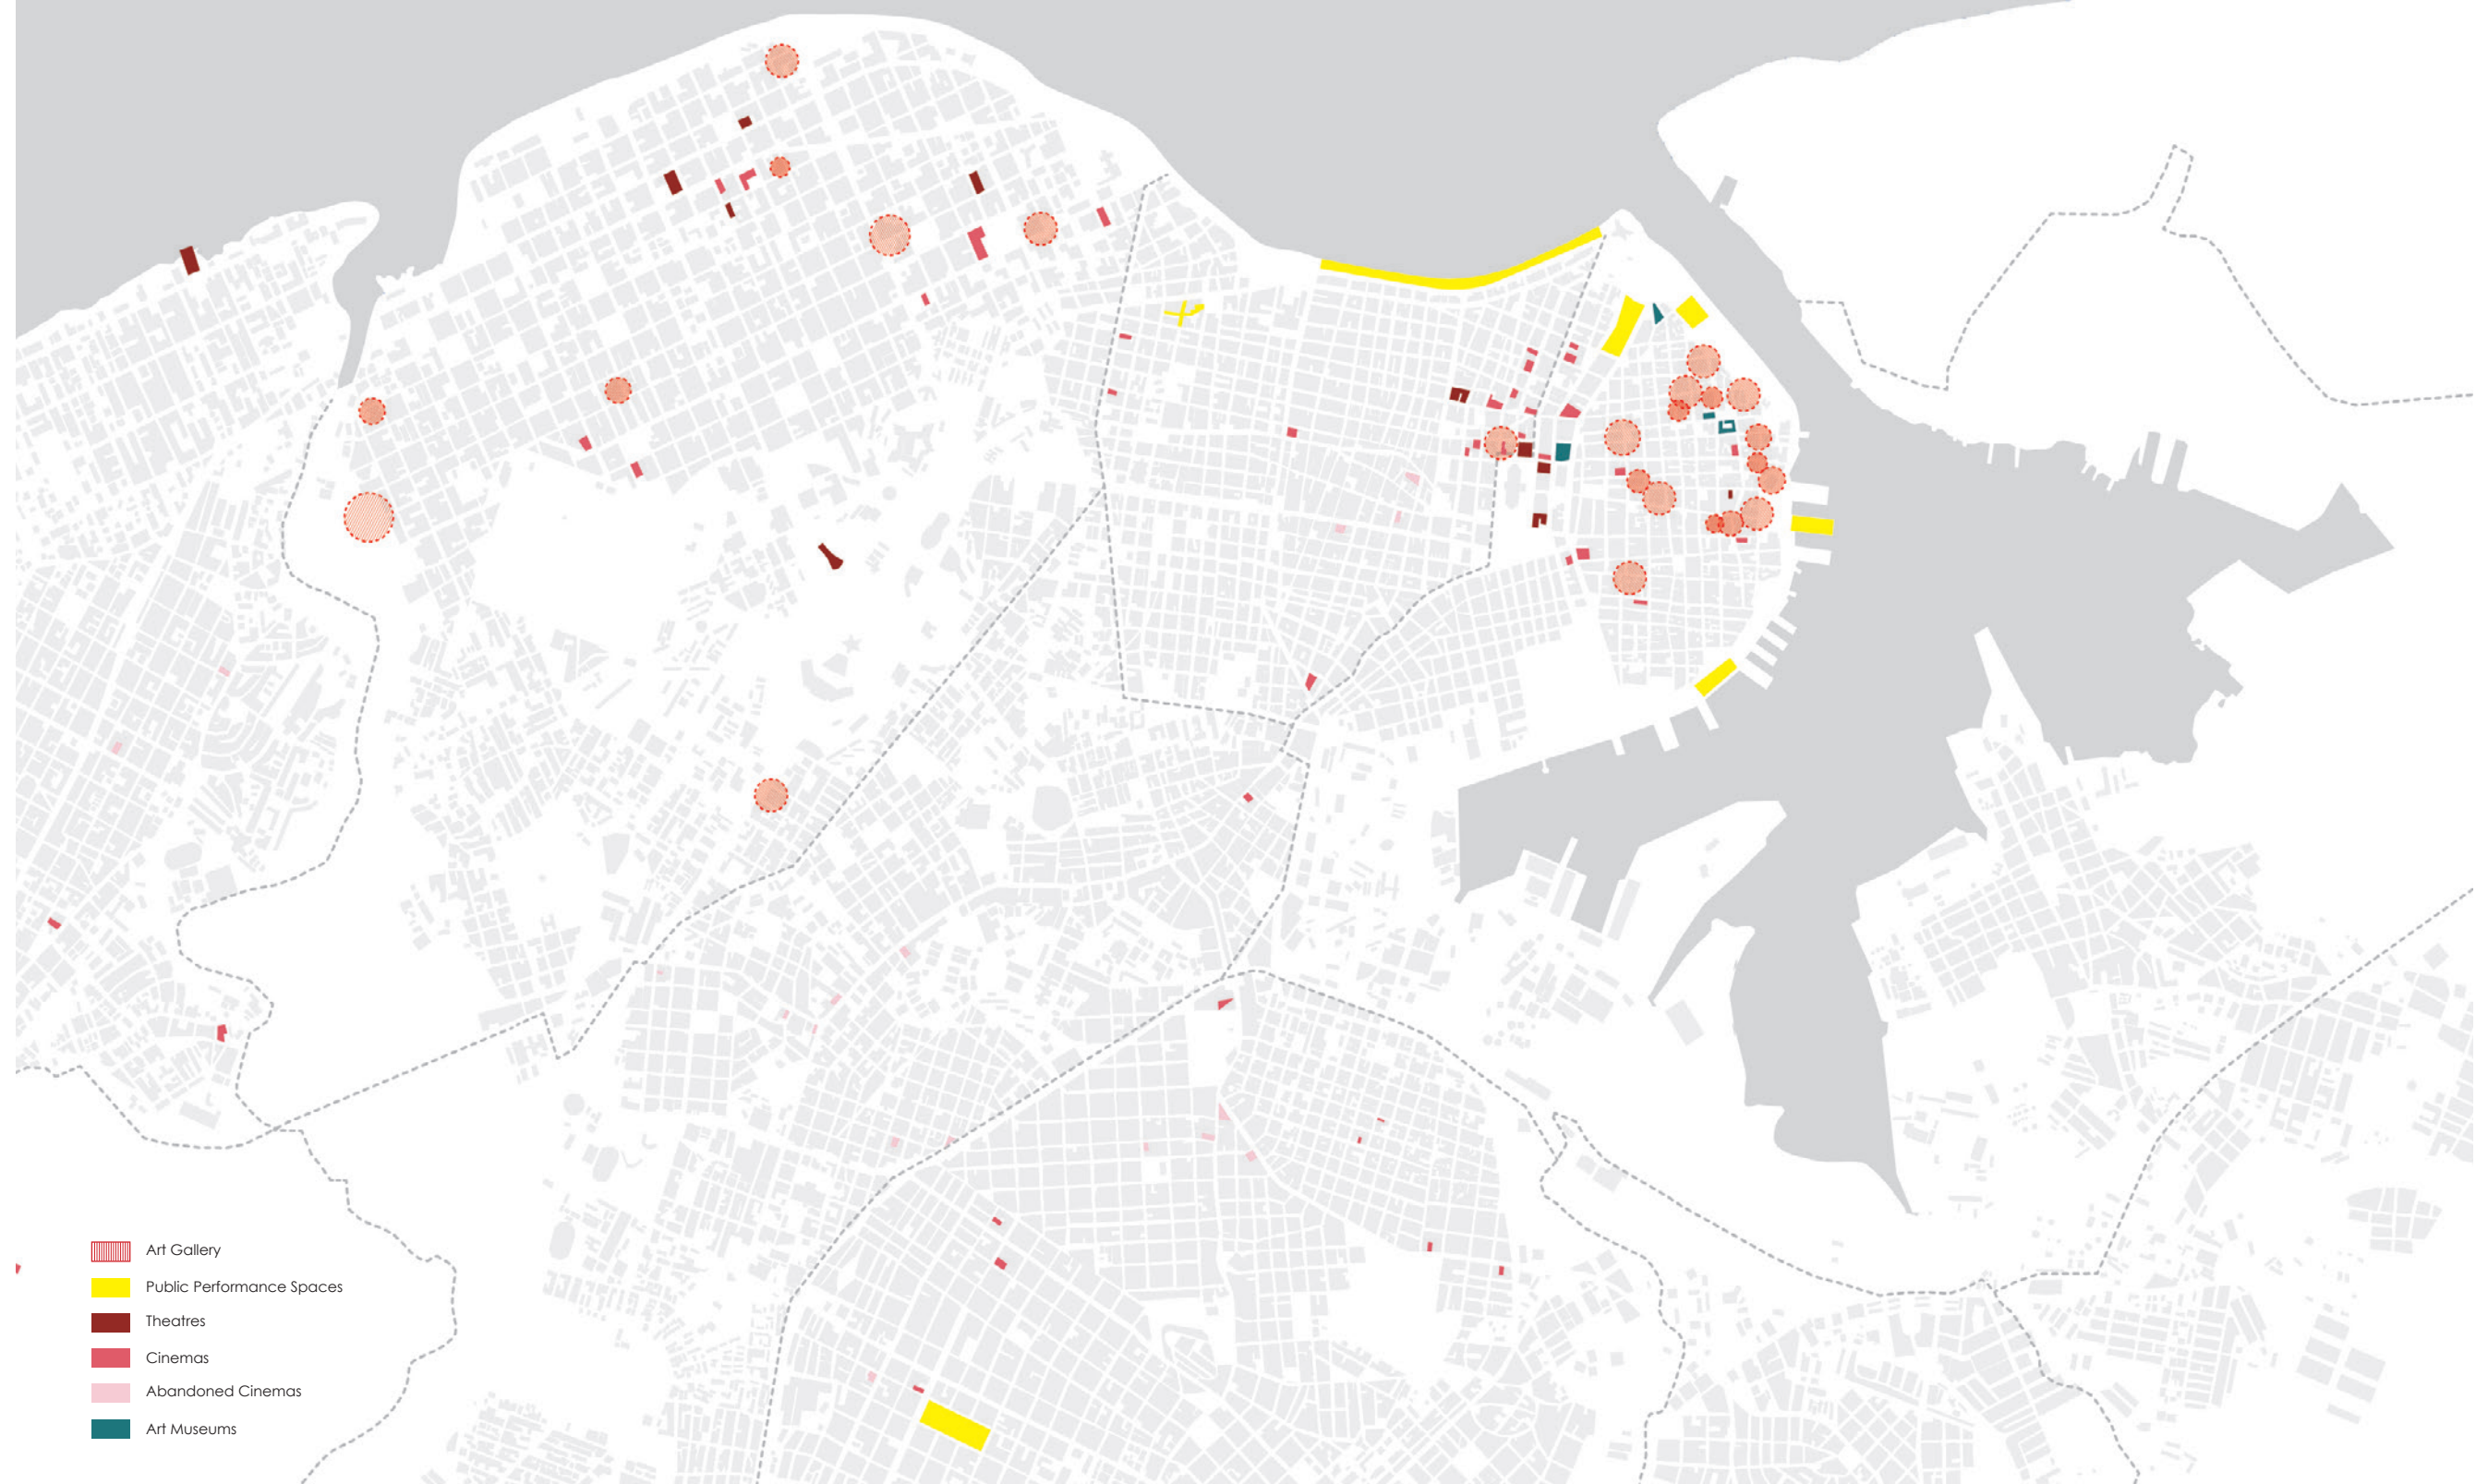 Art Gallery
Public Performance Spaces
Theatres
Cinemas
Abandoned Cinemas
Art Museums